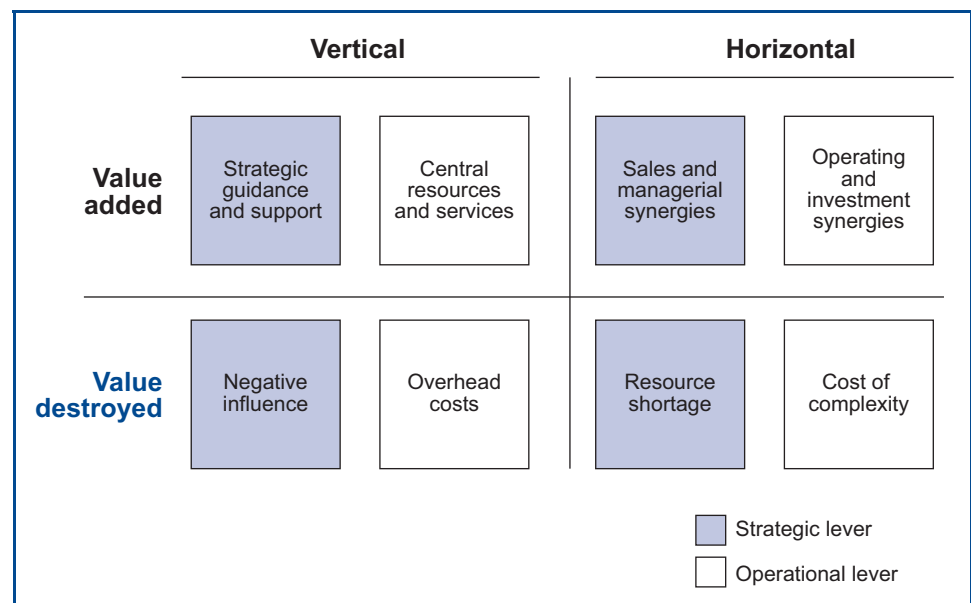 Vertical
Horizontal
Value
added
Strategic
guidance
and support
Central
resources
and services
Sales and
managerial
synergies
Operating
and
investment
synergies
Value
destroyed
Negative
influence
Overhead
costs
Resource
shortage
Cost of
complexity
Strategic lever
Operational lever